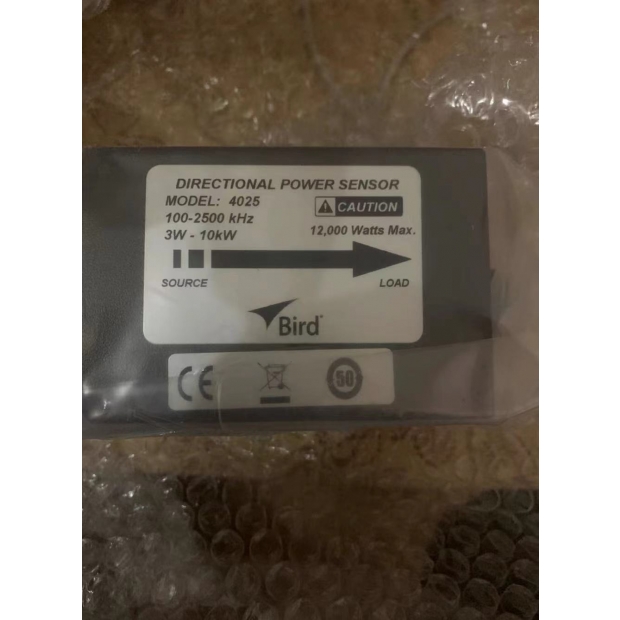 DIRECTIONAL POWER SENSOR
MODEL: 4025
CAUTION
100-2500 kHz
3W - 10kW
12,000 Watts Max.
SOURCE
LOAD
Bird
CE
50